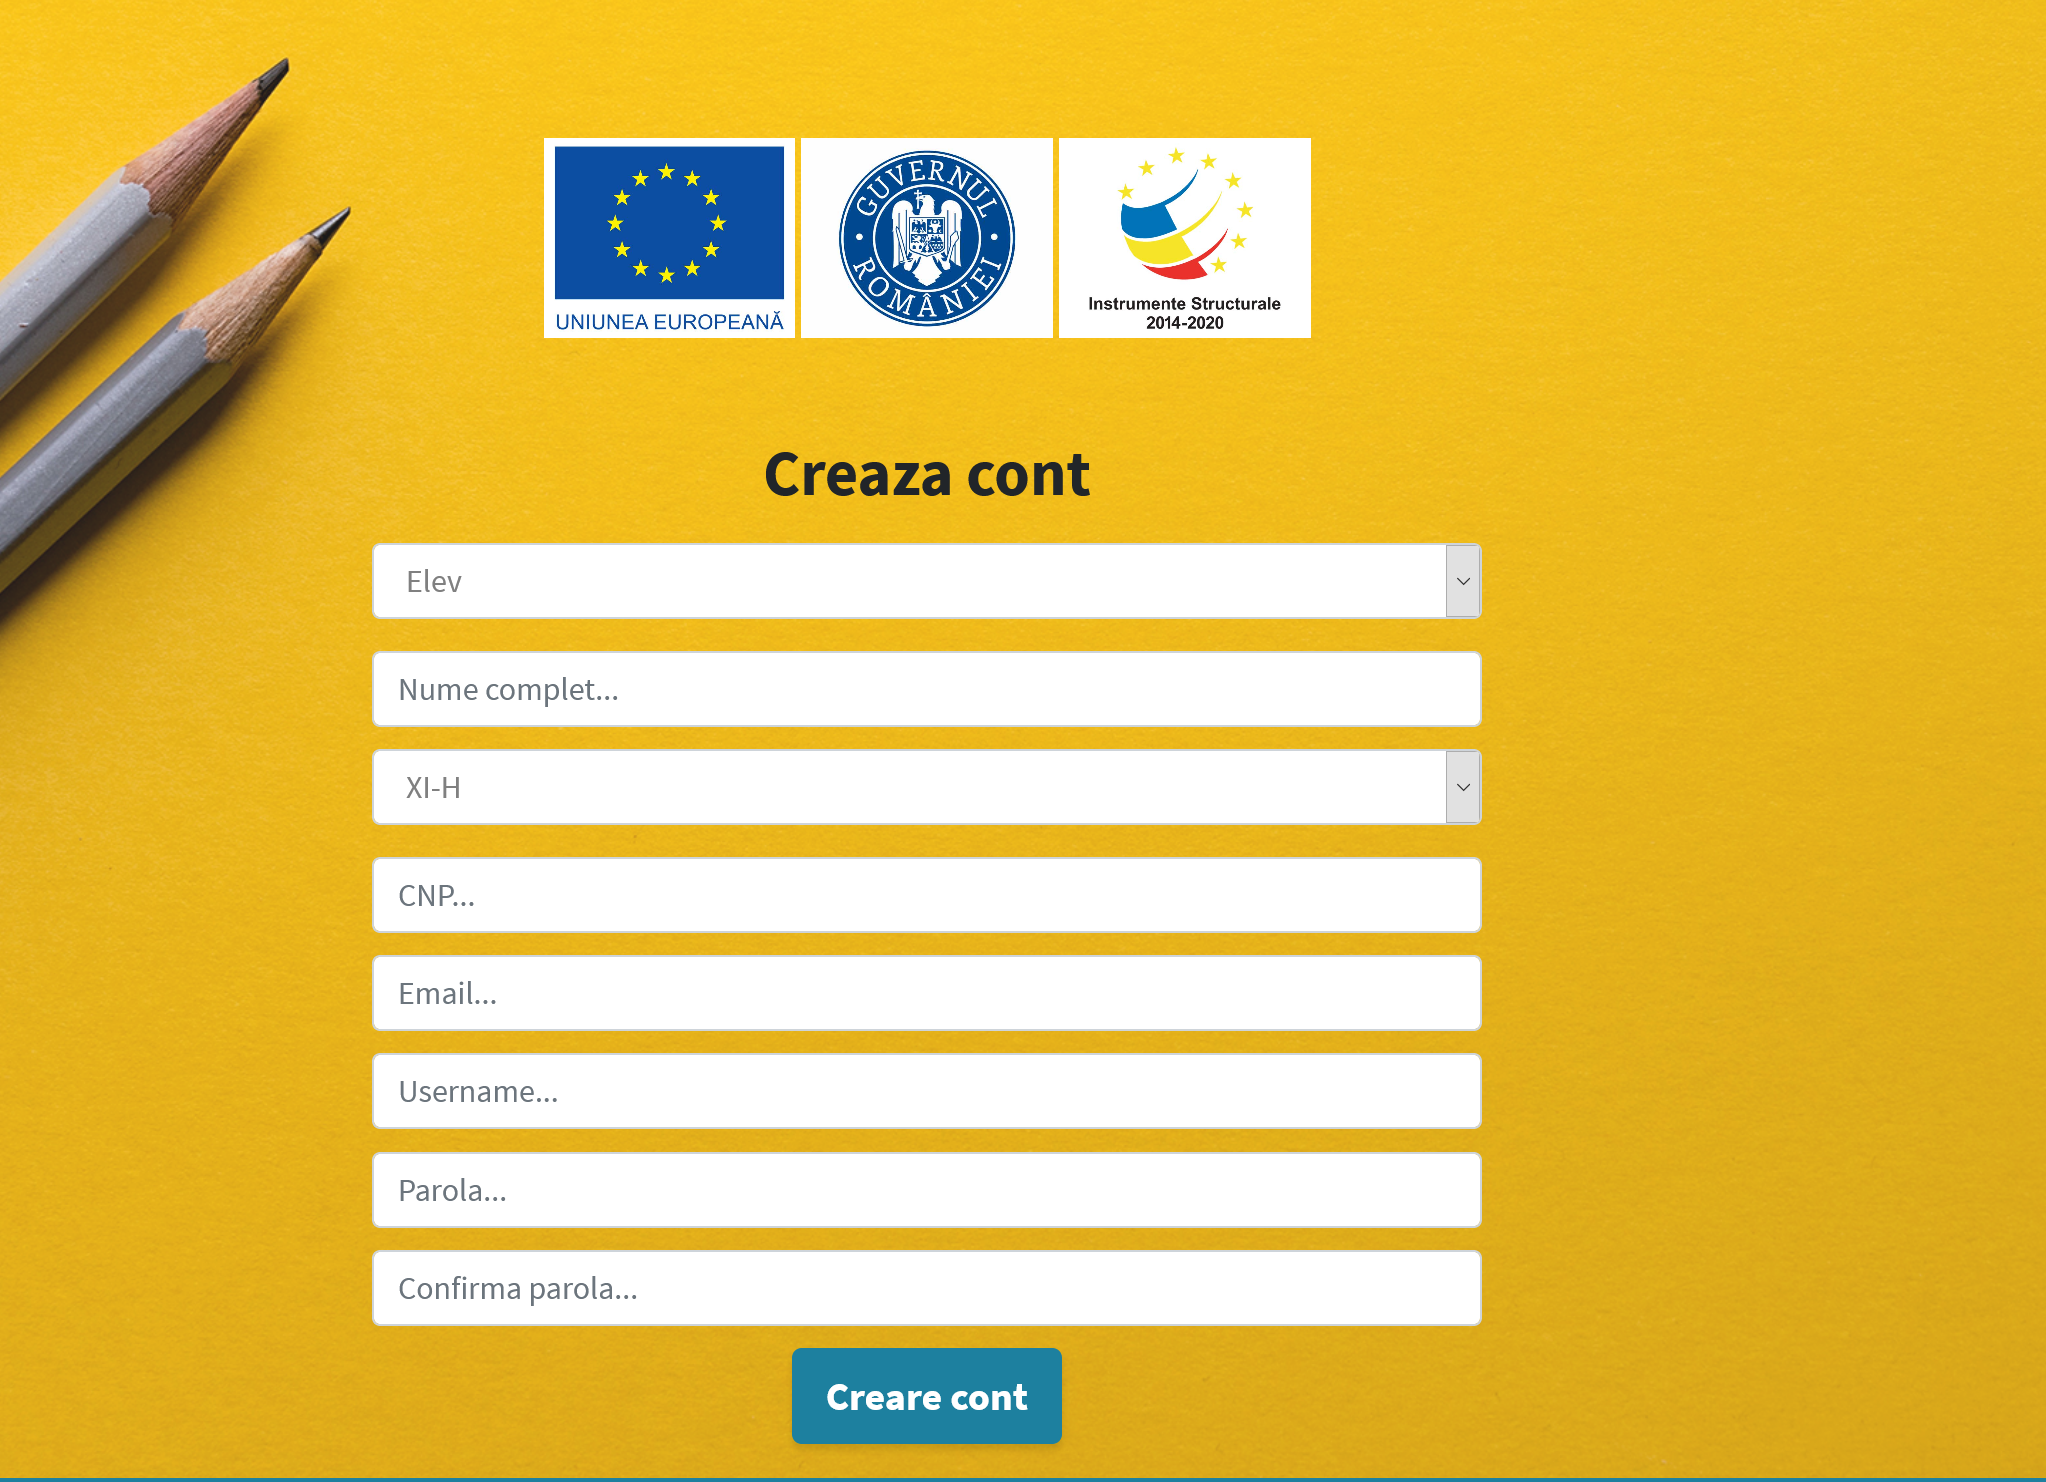 UNIUNEA EUROPEANĂ
GUVERNUL ROMÂNIEI
Instrumente Structurale
2014-2020
Creaza cont
Elev
Nume complet...
XI-H
CNP...
Email...
Username...
Parola...
Confirma parola...
Creare cont